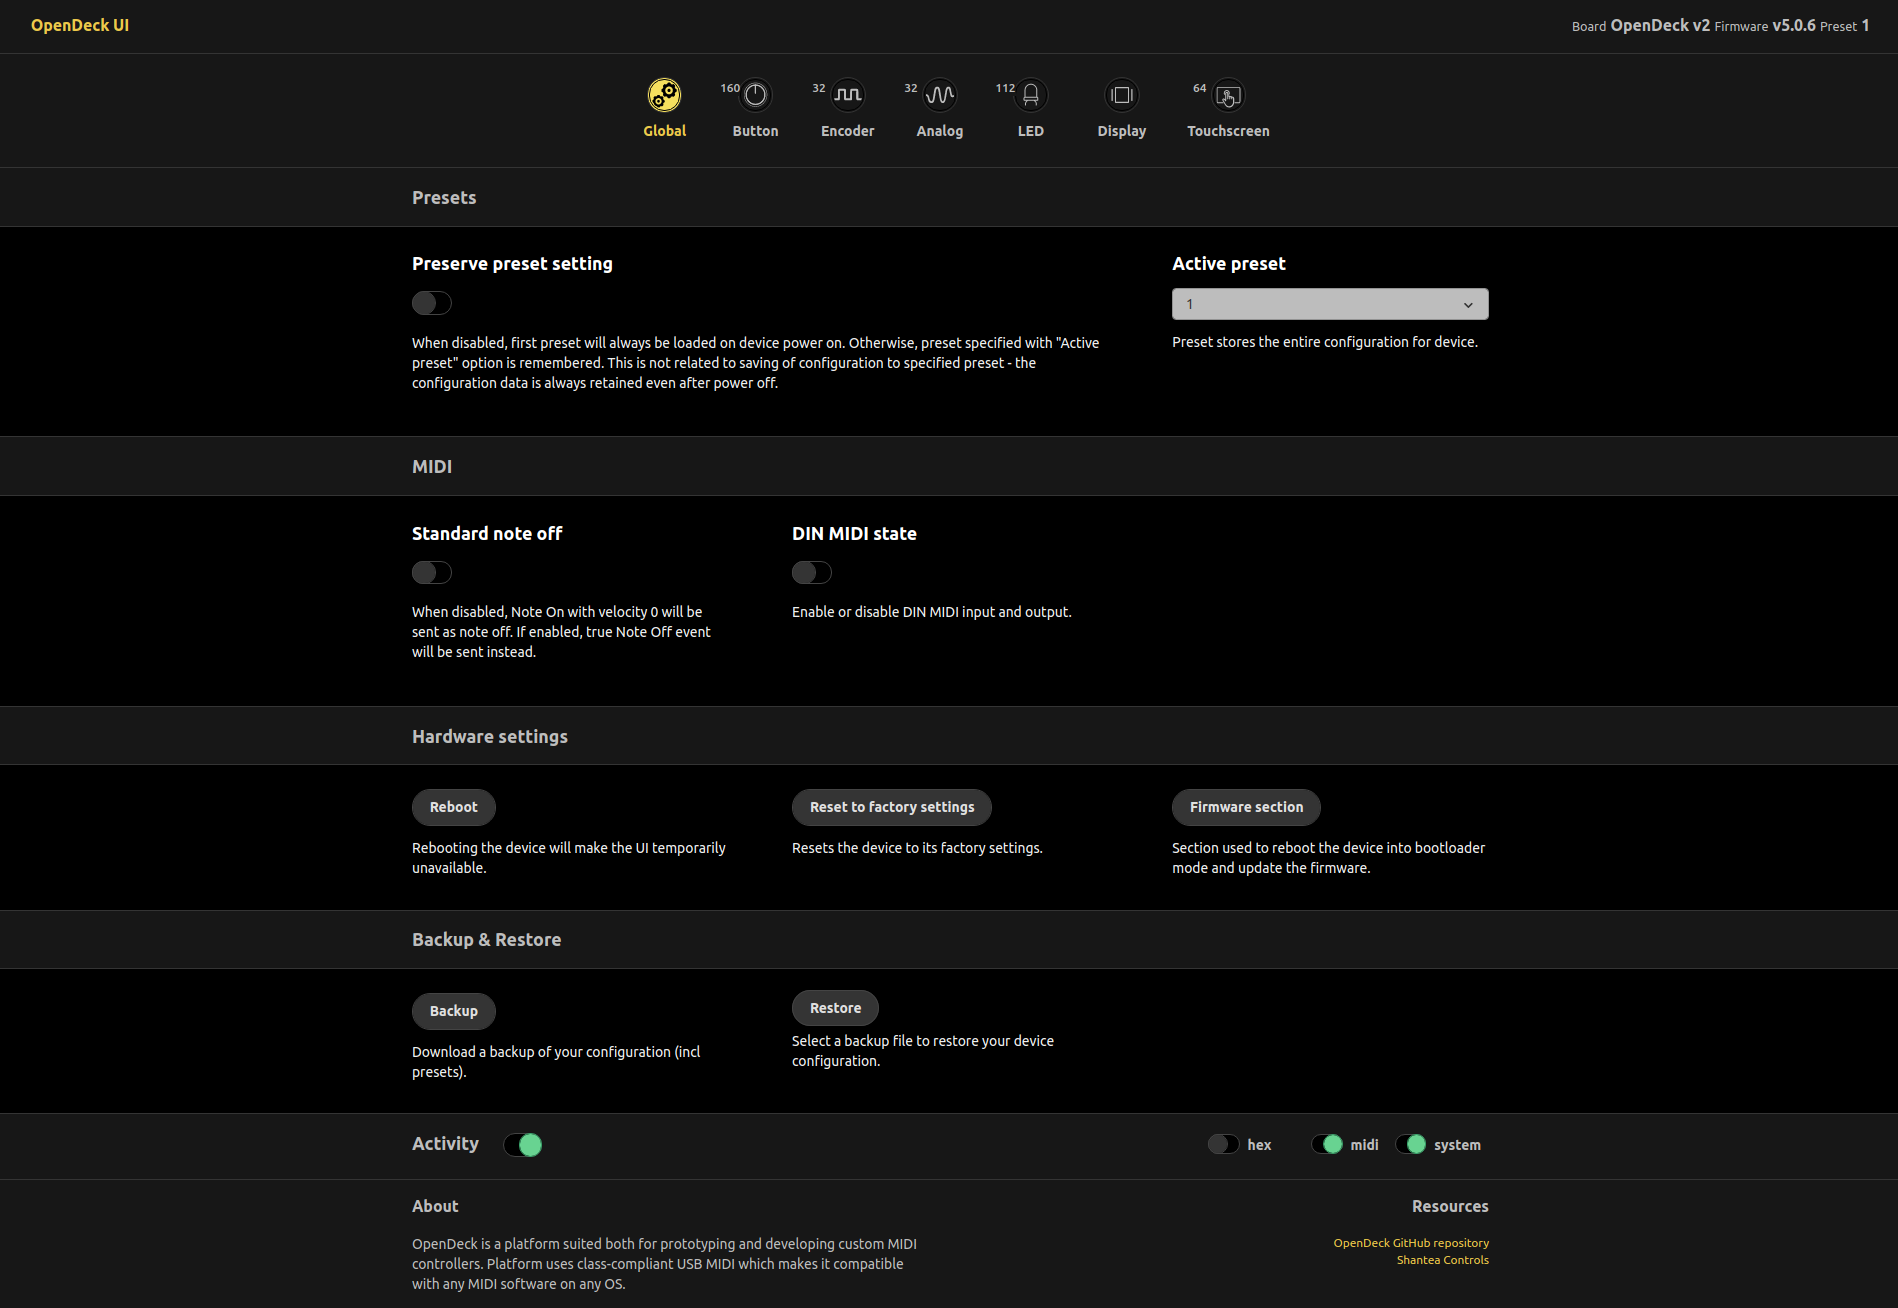 OpenDeck UI
Board OpenDeck v2 Firmware v5.0.6 Preset 1
Global
160 Button
32 Encoder
32 Analog
112 LED
Display
64 Touchscreen
Presets
Preserve preset setting
When disabled, first preset will always be loaded on device power on. Otherwise, preset specified with "Active
preset" option is remembered. This is not related to saving of configuration to specified preset - the
configuration data is always retained even after power off.
Active preset
1
Preset stores the entire configuration for device.
MIDI
Standard note off
When disabled, Note On with velocity 0 will be
sent as note off. If enabled, true Note Off event
will be sent instead.
DIN MIDI state
Enable or disable DIN MIDI input and output.
Hardware settings
Reboot
Rebooting the device will make the UI temporarily
unavailable.
Reset to factory settings
Resets the device to its factory settings.
Firmware section
Section used to reboot the device into bootloader
mode and update the firmware.
Backup & Restore
Backup
Download a backup of your configuration (incl
presets).
Restore
Select a backup file to restore your device
configuration.
Activity
hex
midi
system
About
OpenDeck is a platform suited both for prototyping and developing custom MIDI
controllers. Platform uses class-compliant USB MIDI which makes it compatible
with any MIDI software on any OS.
Resources
OpenDeck GitHub repository
Shantea Controls